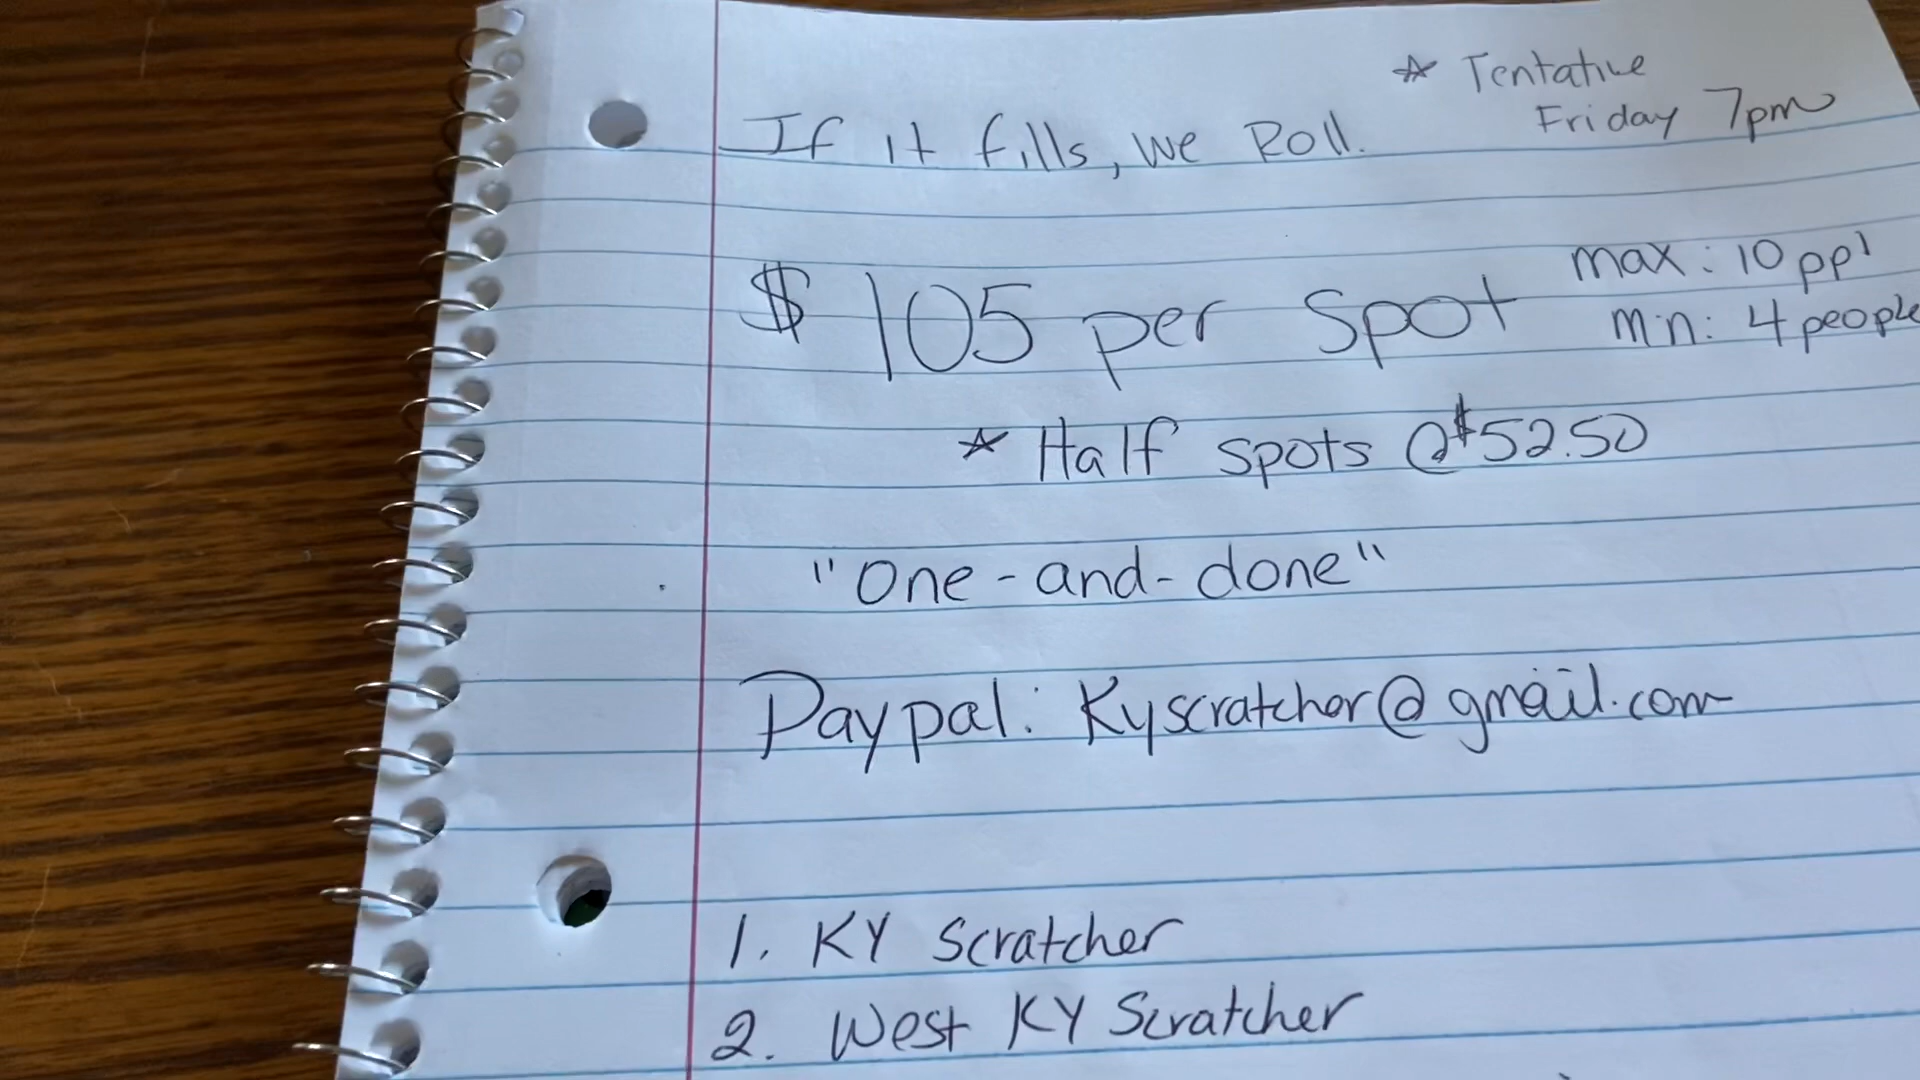 ☆ Tentative
Friday 7pm
If it fills, we Roll.
$105 per Spot
max: 10 ppl
min: 4 people
☆ Half spots @$52.50
"One-and-done"
Paypal: Kyscratcher@gmail.com
1. KY Scratcher
2. West KY Scratcher